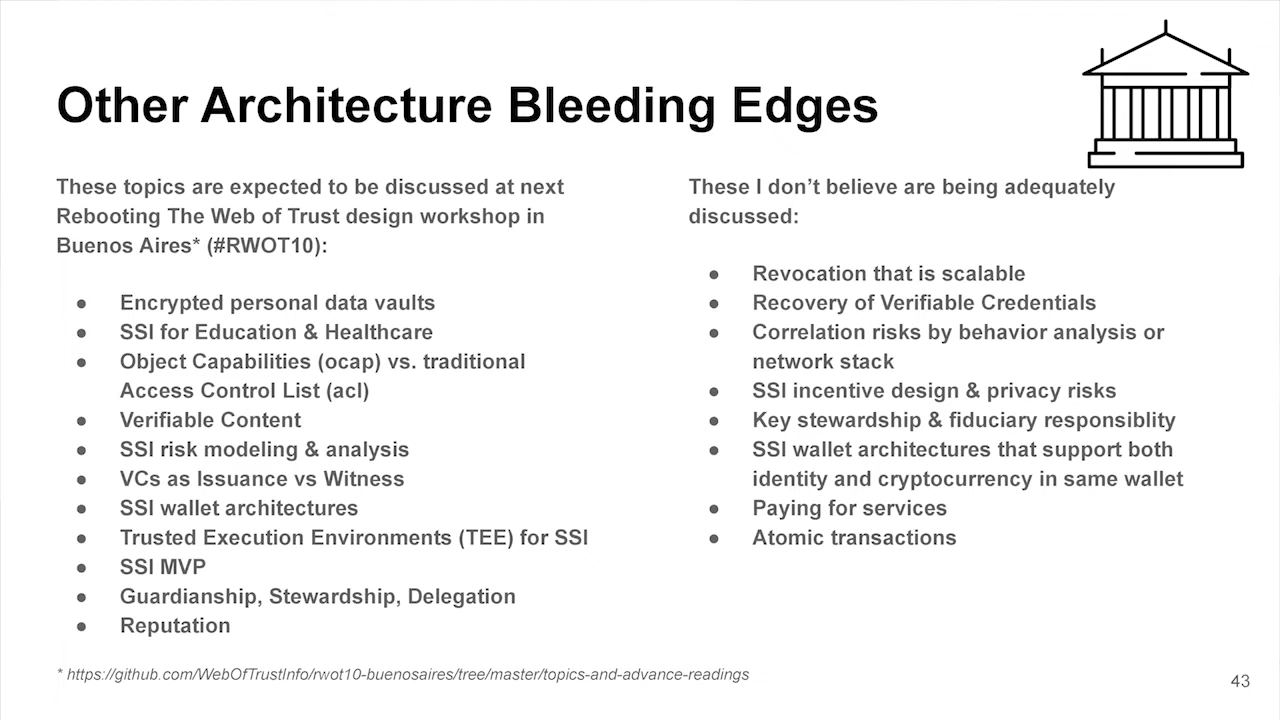 Other Architecture Bleeding Edges
These topics are expected to be discussed at next
Rebooting The Web of Trust design workshop in
Buenos Aires* (#RWOT10):
● Encrypted personal data vaults
● SSI for Education & Healthcare
● Object Capabilities (ocap) vs. traditional
Access Control List (acl)
● Verifiable Content
● SSI risk modeling & analysis
● VCs as Issuance vs Witness
● SSI wallet architectures
● Trusted Execution Environments (TEE) for SSI
● SSI MVP
● Guardianship, Stewardship, Delegation
● Reputation
These I don’t believe are being adequately
discussed:
● Revocation that is scalable
● Recovery of Verifiable Credentials
● Correlation risks by behavior analysis or
network stack
● SSI incentive design & privacy risks
● Key stewardship & fiduciary responsiblity
● SSI wallet architectures that support both
identity and cryptocurrency in same wallet
● Paying for services
● Atomic transactions
* https://github.com/WebOfTrustInfo/rwot10-buenosaires/tree/master/topics-and-advance-readings
43